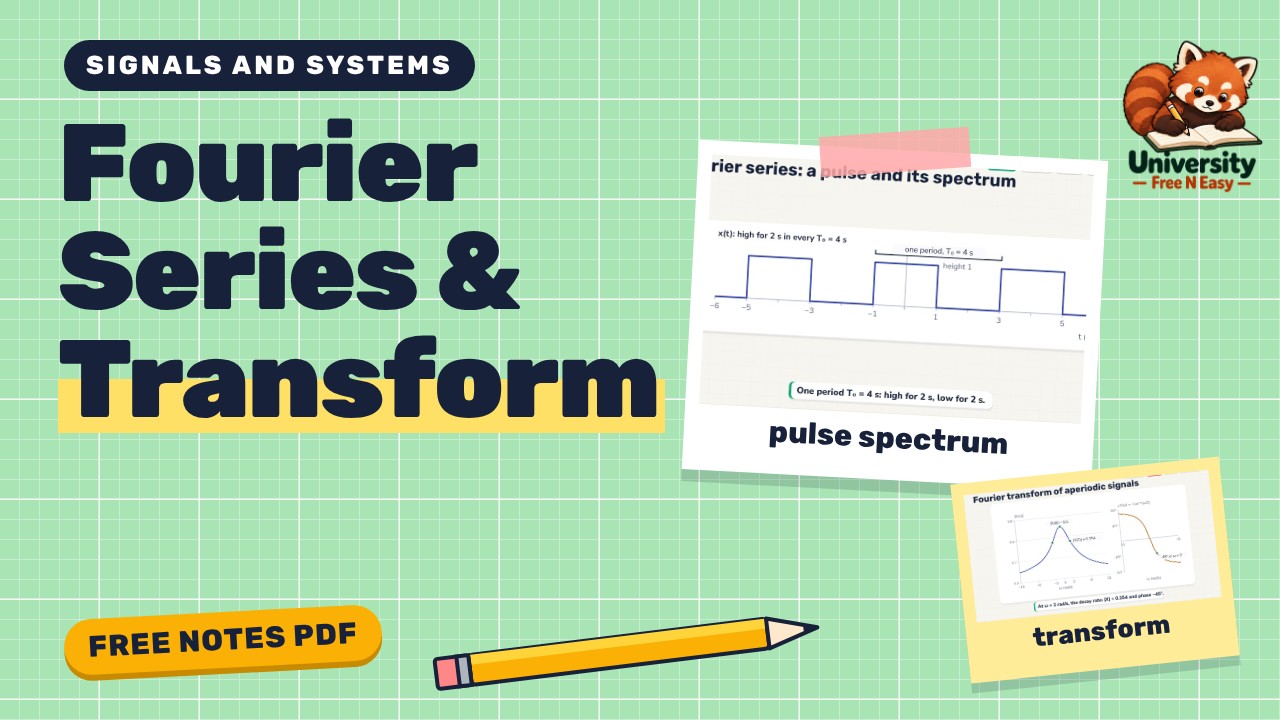 SIGNALS AND SYSTEMS
Fourier
Series &
Transform
FREE NOTES PDF
University
Free N Easy
rier series: a pulse and its spectrum
x(t): high for 2 s in every T₀ = 4 s
one period, T₀ = 4 s
height 1
−6 −5 −3 −1 1 3 5
One period T₀ = 4 s: high for 2 s, low for 2 s.
pulse spectrum
Fourier transform of aperiodic signals
transform